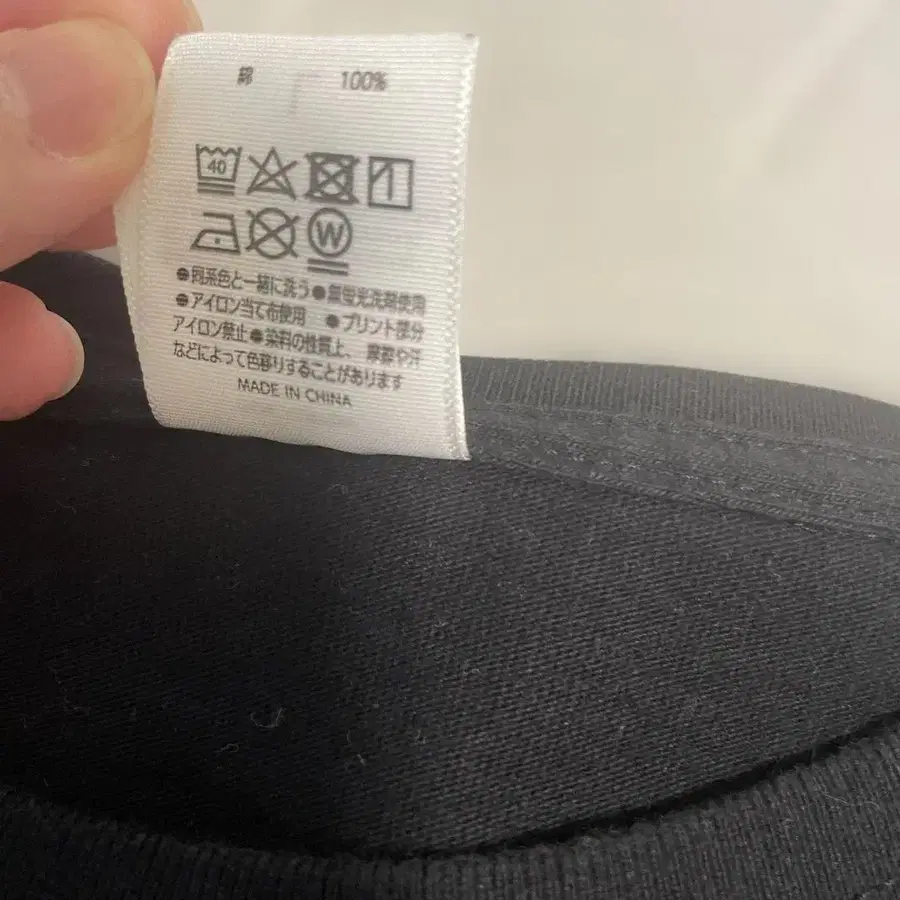 綿 100%
40
W
●同系色と一緒に洗う●無蛍光洗剤使用
●アイロン当て布使用 ●プリント部分
アイロン禁止●染料の性質上、摩擦や汗
などによって色移りすることがあります
MADE IN CHINA